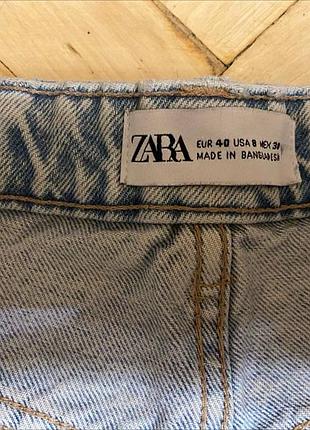 ZARA
EUR 40 USA 8 MEX 30
MADE IN BANGLADESH